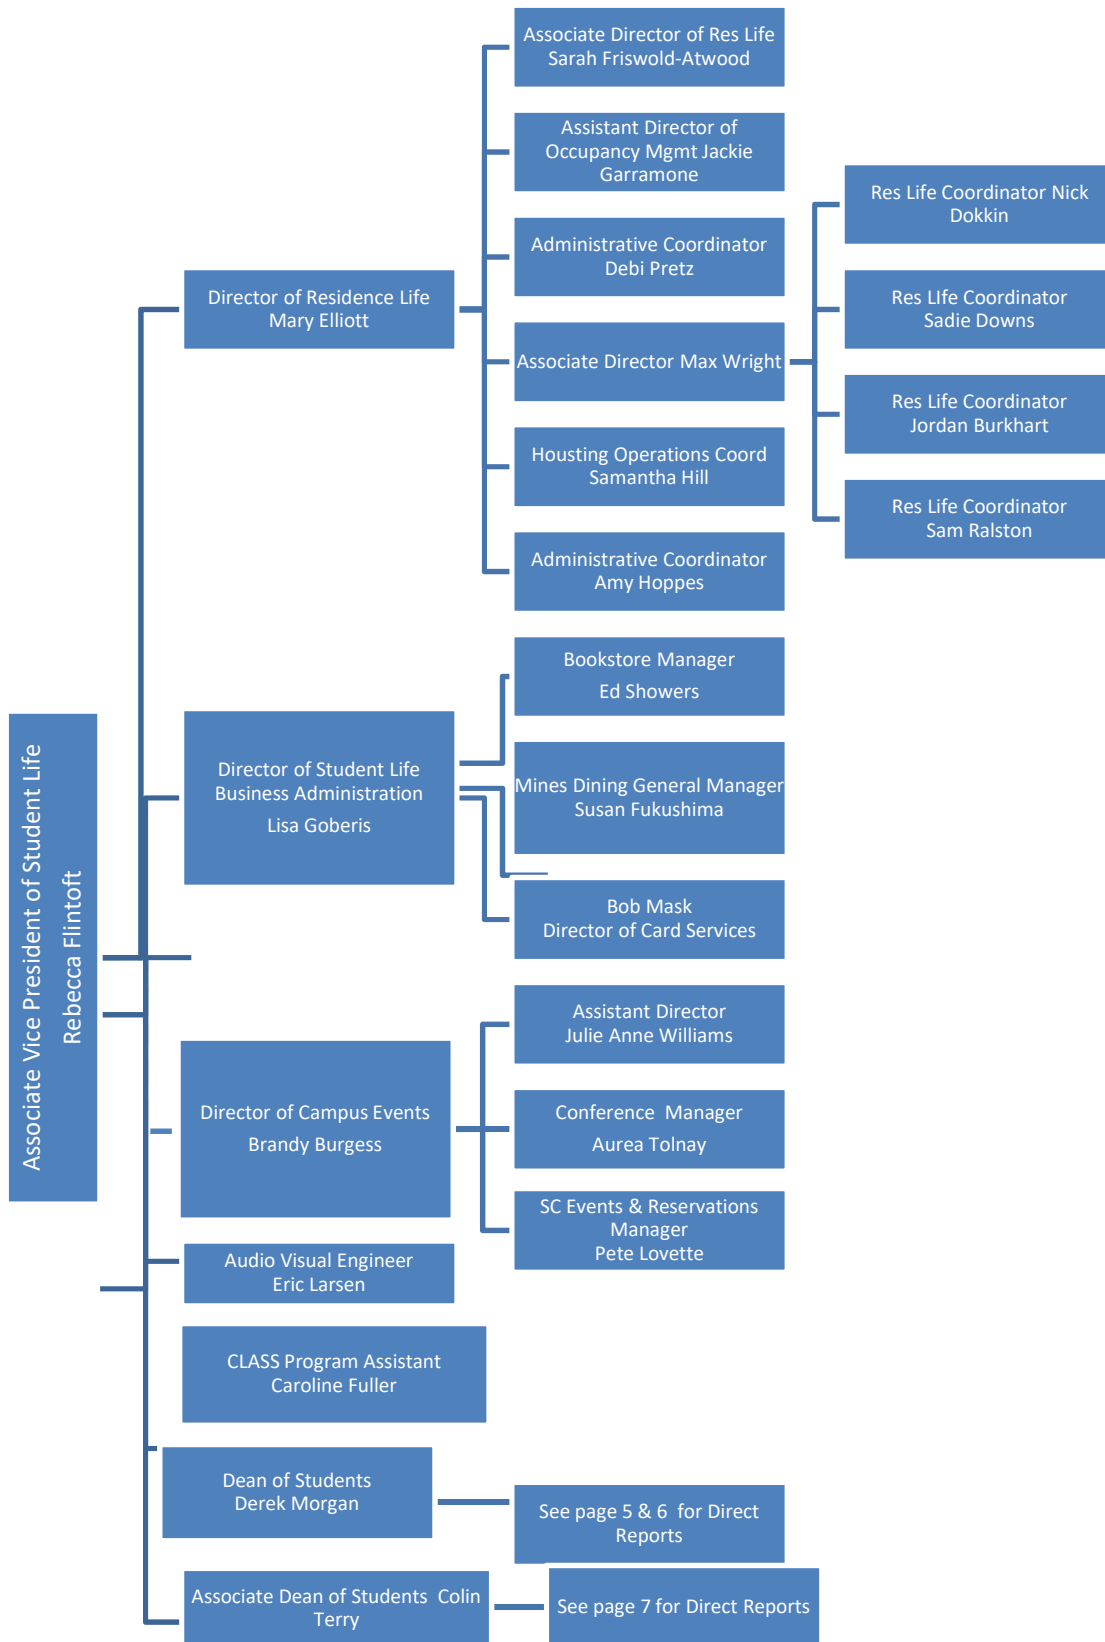 Associate Vice President of Student Life
Rebecca Flintoft
Director of Residence Life
Mary Elliott
Associate Director of Res Life
Sarah Friswold-Atwood
Assistant Director of
Occupancy Mgmt Jackie
Garramone
Administrative Coordinator
Debi Pretz
Associate Director Max Wright
Res Life Coordinator Nick
Dokkin
Res LIfe Coordinator
Sadie Downs
Res Life Coordinator
Jordan Burkhart
Res Life Coordinator
Sam Ralston
Housting Operations Coord
Samantha Hill
Administrative Coordinator
Amy Hoppes
Director of Student Life
Business Administration
Lisa Goberis
Bookstore Manager
Ed Showers
Mines Dining General Manager
Susan Fukushima
Bob Mask
Director of Card Services
Director of Campus Events
Brandy Burgess
Assistant Director
Julie Anne Williams
Conference  Manager
Aurea Tolnay
SC Events & Reservations
Manager
Pete Lovette
Audio Visual Engineer
Eric Larsen
CLASS Program Assistant
Caroline Fuller
Dean of Students
Derek Morgan
See page 5 & 6  for Direct
Reports
Associate Dean of Students  Colin
Terry
See page 7 for Direct Reports